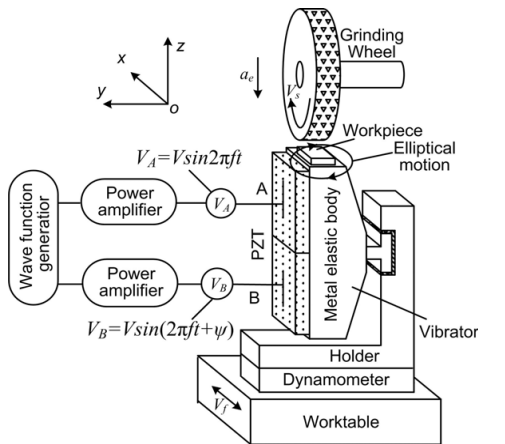 Grinding
Wheel
z
x
y
o
a_e
V_s
Workpiece
Elliptical
motion
V_A=Vsin2πft
A
Power
amplifier
V_A
Wave function
generatior
PZT
Metal elastic body
Power
amplifier
V_B
B
V_B=Vsin(2πft+ψ)
Vibrator
Holder
Dynamometer
V_f
Worktable